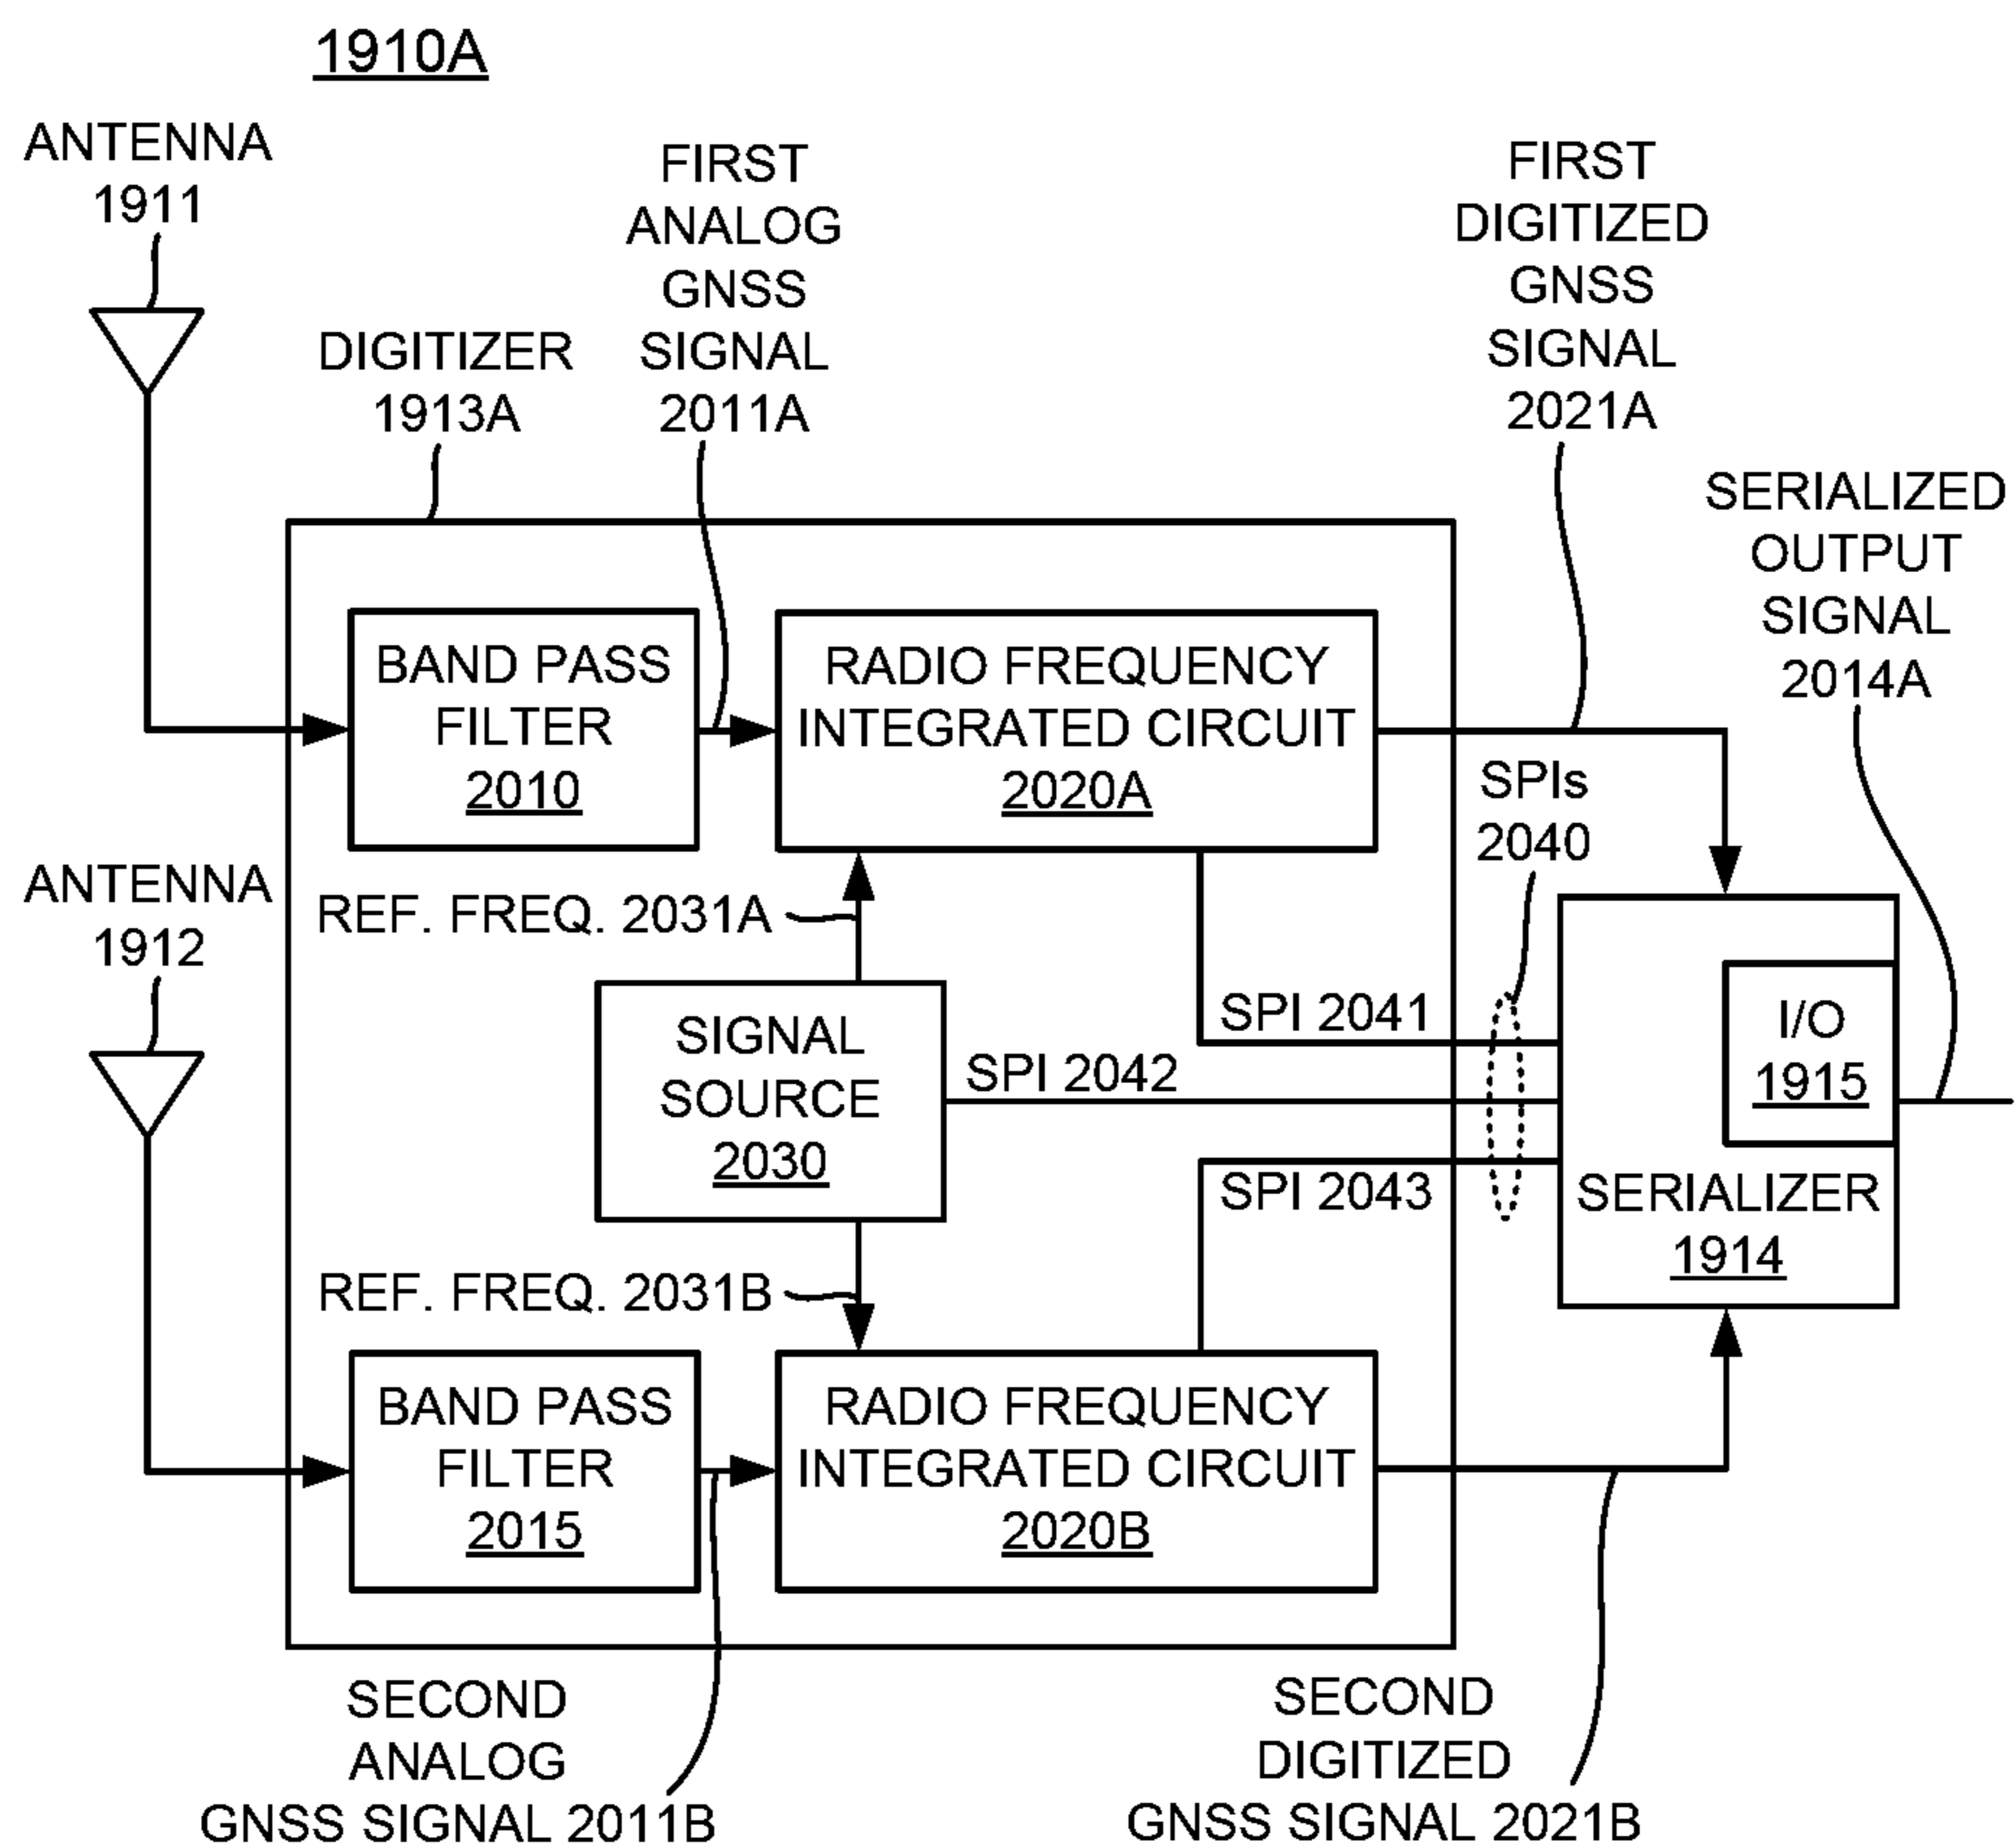 1910A
ANTENNA
1911
FIRST
ANALOG
GNSS
SIGNAL
2011A
FIRST
DIGITIZED
GNSS
SIGNAL
2021A
DIGITIZER
1913A
SERIALIZED
OUTPUT
SIGNAL
2014A
BAND PASS
FILTER
2010
RADIO FREQUENCY
INTEGRATED CIRCUIT
2020A
SPIs
2040
ANTENNA
1912
REF. FREQ. 2031A
SIGNAL
SOURCE
2030
SPI 2041
SPI 2042
SPI 2043
I/O
1915
SERIALIZER
1914
REF. FREQ. 2031B
BAND PASS
FILTER
2015
RADIO FREQUENCY
INTEGRATED CIRCUIT
2020B
SECOND
ANALOG
GNSS SIGNAL 2011B
SECOND
DIGITIZED
GNSS SIGNAL 2021B